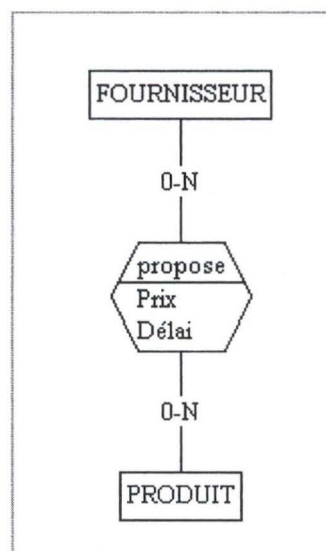 FOURNISSEUR
0-N
propose
Prix
Délai
0-N
PRODUIT